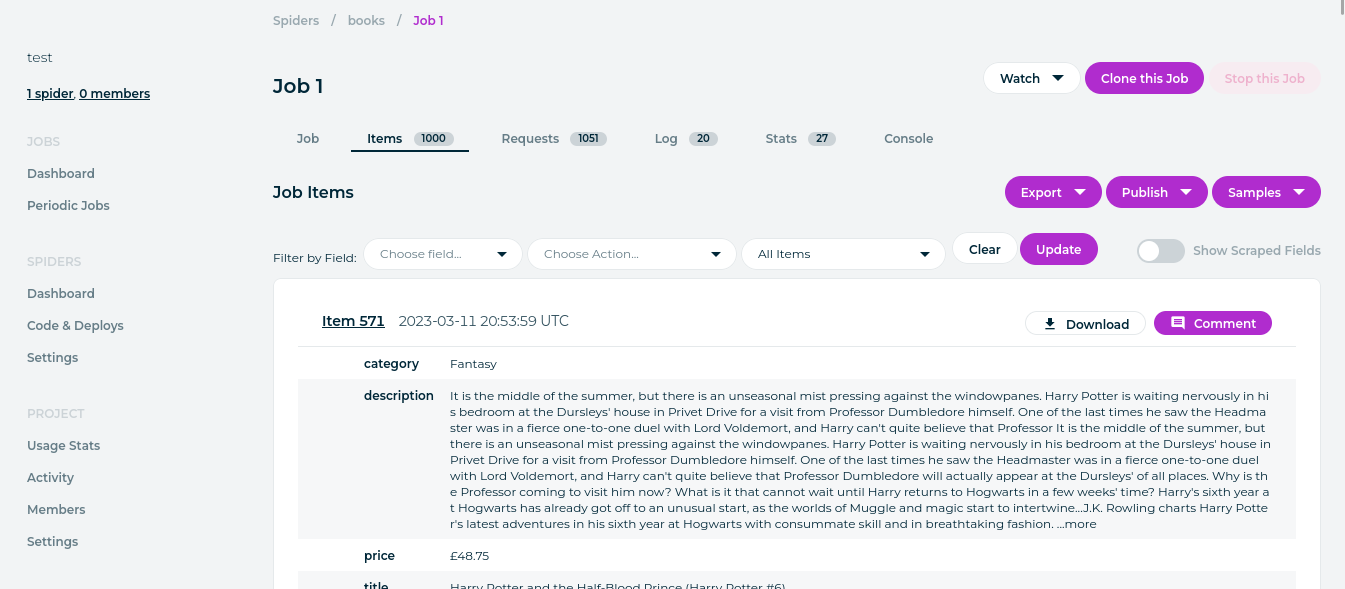 Spiders / books / Job 1
test
1 spider, 0 members
Job 1
Watch
Clone this Job
Stop this Job
JOBS
Dashboard
Periodic Jobs
SPIDERS
Dashboard
Code & Deploys
Settings
PROJECT
Usage Stats
Activity
Members
Settings
Job
Items 1000
Requests 1051
Log 20
Stats 27
Console
Job Items
Export
Publish
Samples
Filter by Field:
Choose field...
Choose Action...
All Items
Clear
Update
Show Scraped Fields
Item 571 2023-03-11 20:53:59 UTC
Download
Comment
category Fantasy
description It is the middle of the summer, but there is an unseasonal mist pressing against the windowpanes. Harry Potter is waiting nervously in hi
s bedroom at the Dursleys' house in Privet Drive for a visit from Professor Dumbledore himself. One of the last times he saw the Headma
ster was in a fierce one-to-one duel with Lord Voldemort, and Harry can't quite believe that Professor It is the middle of the summer, but
there is an unseasonal mist pressing against the windowpanes. Harry Potter is waiting nervously in his bedroom at the Dursleys' house in
Privet Drive for a visit from Professor Dumbledore himself. One of the last times he saw the Headmaster was in a fierce one-to-one duel
with Lord Voldemort, and Harry can't quite believe that Professor Dumbledore will actually appear at the Dursleys' of all places. Why is th
e Professor coming to visit him now? What is it that cannot wait until Harry returns to Hogwarts in a few weeks' time? Harry's sixth year a
t Hogwarts has already got off to an unusual start, as the worlds of Muggle and magic start to intertwine...J.K. Rowling charts Harry Potte
r's latest adventures in his sixth year at Hogwarts with consummate skill and in breathtaking fashion. ...more
price £48.75
title Harry Potter and the Half-Blood Prince (Harry Potter #6)